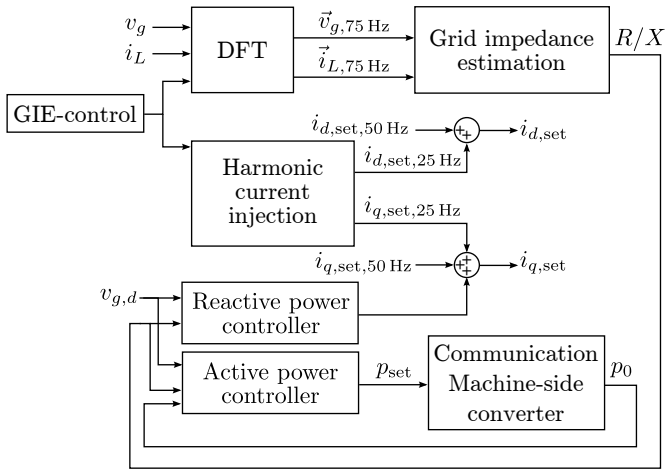 v_g
i_L
DFT
v⃗_g,75 Hz
i⃗_L,75 Hz
Grid impedance
estimation
R/X
GIE-control
Harmonic
current
injection
i_d,set,50 Hz
i_d,set
i_d,set,25 Hz
i_q,set,25 Hz
i_q,set,50 Hz
i_q,set
v_g,d
Reactive power
controller
Active power
controller
p_set
Communication
Machine-side
converter
p_0